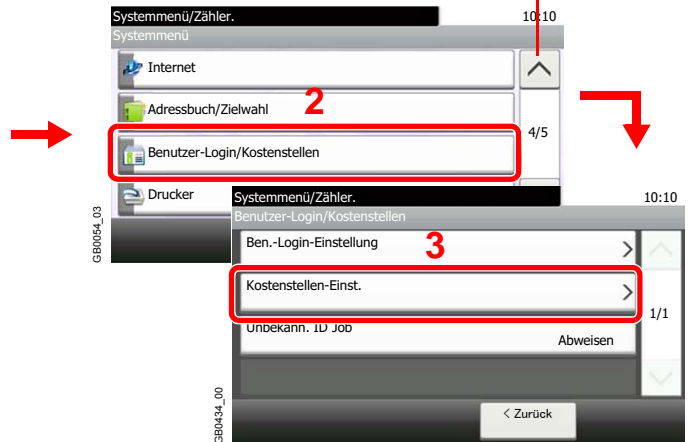 Systemmenü/Zähler.
10:10
Systemmenü
Internet
Adressbuch/Zielwahl
2
4/5
Benutzer-Login/Kostenstellen
Drucker
GB0054_03
Systemmenü/Zähler.
10:10
Benutzer-Login/Kostenstellen
Ben.-Login-Einstellung
3
Kostenstellen-Einst.
1/1
Unbekann. ID Job
Abweisen
GB0434_00
< Zurück